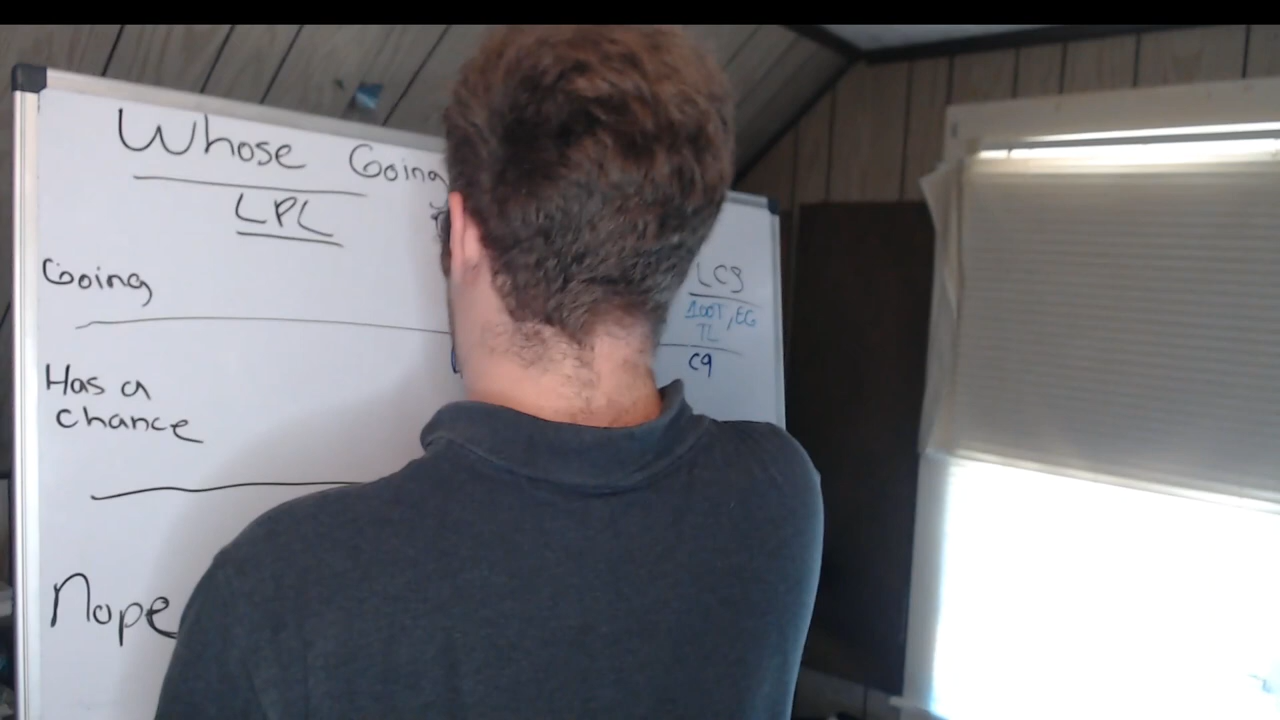 Whose Going
LPL
LCS
Going
100T, EG
TL
C9
Has a
chance
Nope